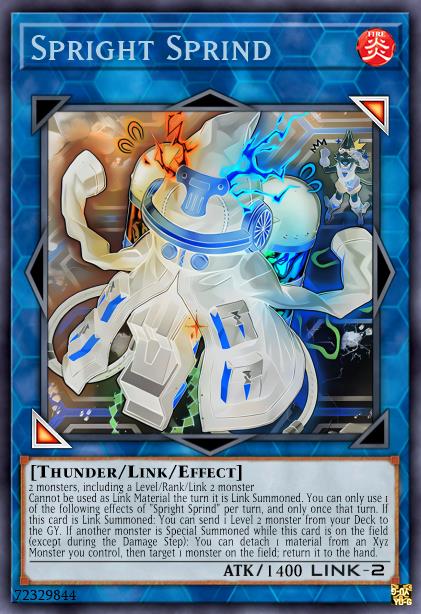 Spright Sprind
FIRE
炎
[Thunder/Link/Effect]
2 monsters, including a Level/Rank/Link 2 monster
Cannot be used as Link Material the turn it is Link Summoned. You can only use 1
of the following effects of "Spright Sprind" per turn, and only once that turn. If
this card is Link Summoned: You can send 1 Level 2 monster from your Deck to
the GY. If another monster is Special Summoned while this card is on the field
(except during the Damage Step): You can detach 1 material from an Xyz
Monster you control, then target 1 monster on the field; return it to the hand.
ATK/1400 LINK-2
72329844